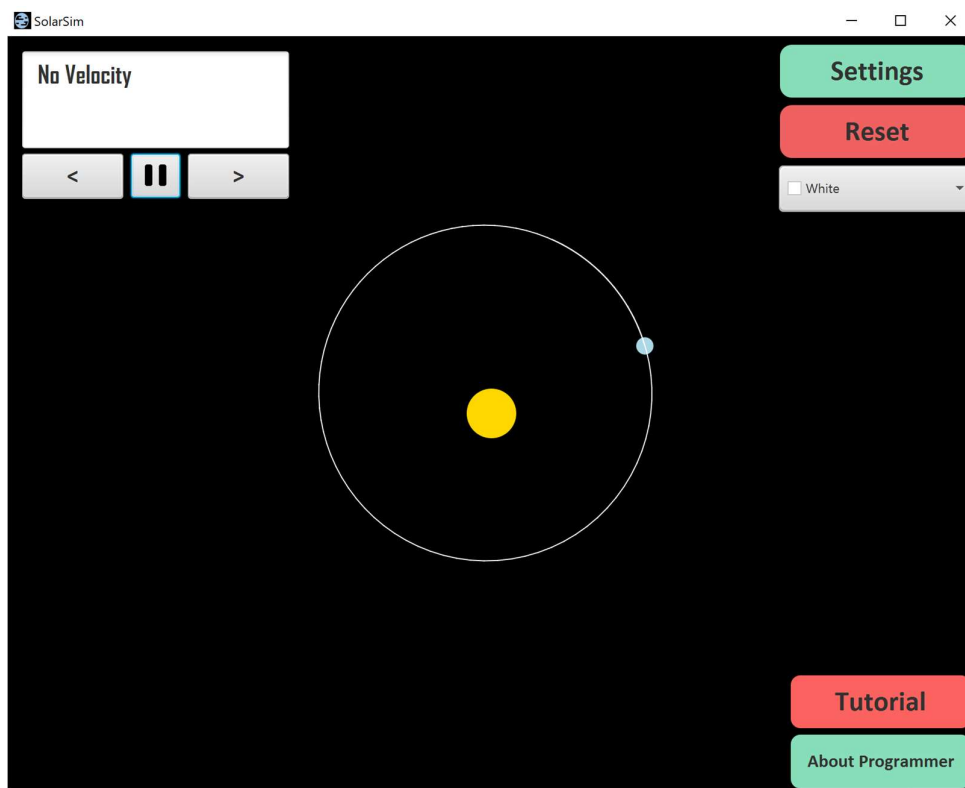 SolarSim
No Velocity
Settings
Reset
< >
White
Tutorial
About Programmer